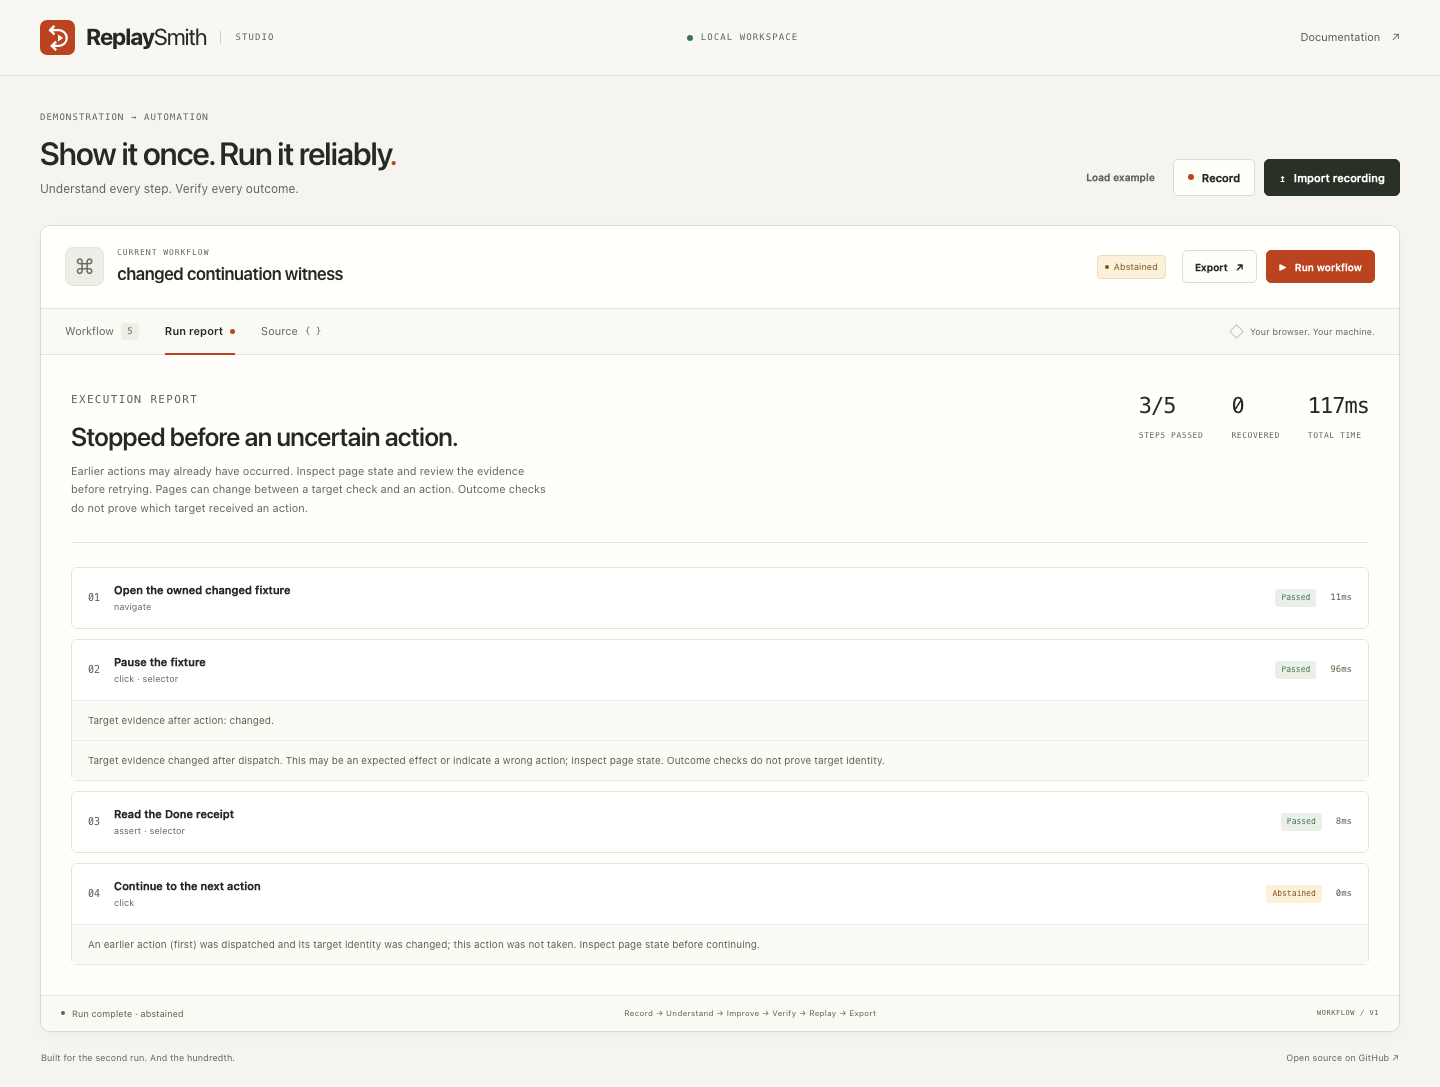 ReplaySmith
STUDIO
LOCAL WORKSPACE
Documentation ↗
DEMONSTRATION → AUTOMATION
Show it once. Run it reliably.
Understand every step. Verify every outcome.
Load example
Record
↥ Import recording
⌘
CURRENT WORKFLOW
changed continuation witness
Abstained
Export ↗
▶ Run workflow
Workflow 5
Run report
Source { }
Your browser. Your machine.
EXECUTION REPORT
Stopped before an uncertain action.
Earlier actions may already have occurred. Inspect page state and review the evidence
before retrying. Pages can change between a target check and an action. Outcome checks
do not prove which target received an action.
3/5
STEPS PASSED
0
RECOVERED
117ms
TOTAL TIME
01
Open the owned changed fixture
navigate
Passed
11ms
02
Pause the fixture
click · selector
Passed
96ms
Target evidence after action: changed.
Target evidence changed after dispatch. This may be an expected effect or indicate a wrong action; inspect page state. Outcome checks do not prove target identity.
03
Read the Done receipt
assert · selector
Passed
8ms
04
Continue to the next action
click
Abstained
0ms
An earlier action (first) was dispatched and its target identity was changed; this action was not taken. Inspect page state before continuing.
Run complete · abstained
Record → Understand → Improve → Verify → Replay → Export
WORKFLOW / V1
Built for the second run. And the hundredth.
Open source on GitHub ↗